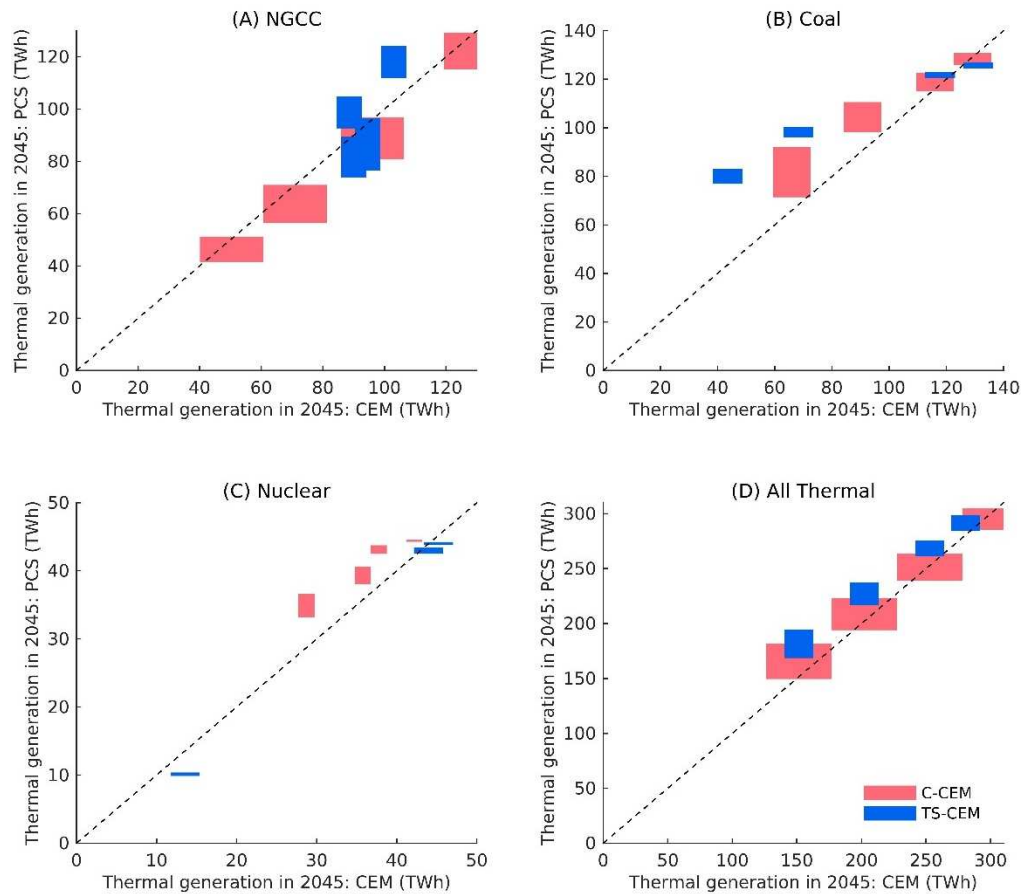 (A) NGCC
Thermal generation in 2045: PCS (TWh)
120
100
80
60
40
20
0
0 20 40 60 80 100 120
Thermal generation in 2045: CEM (TWh)
(B) Coal
Thermal generation in 2045: PCS (TWh)
140
120
100
80
60
40
20
0
0 20 40 60 80 100 120 140
Thermal generation in 2045: CEM (TWh)
(C) Nuclear
Thermal generation in 2045: PCS (TWh)
50
40
30
20
10
0
0 10 20 30 40 50
Thermal generation in 2045: CEM (TWh)
(D) All Thermal
Thermal generation in 2045: PCS (TWh)
300
250
200
150
100
50
0
0 50 100 150 200 250 300
Thermal generation in 2045: CEM (TWh)
C-CEM
TS-CEM